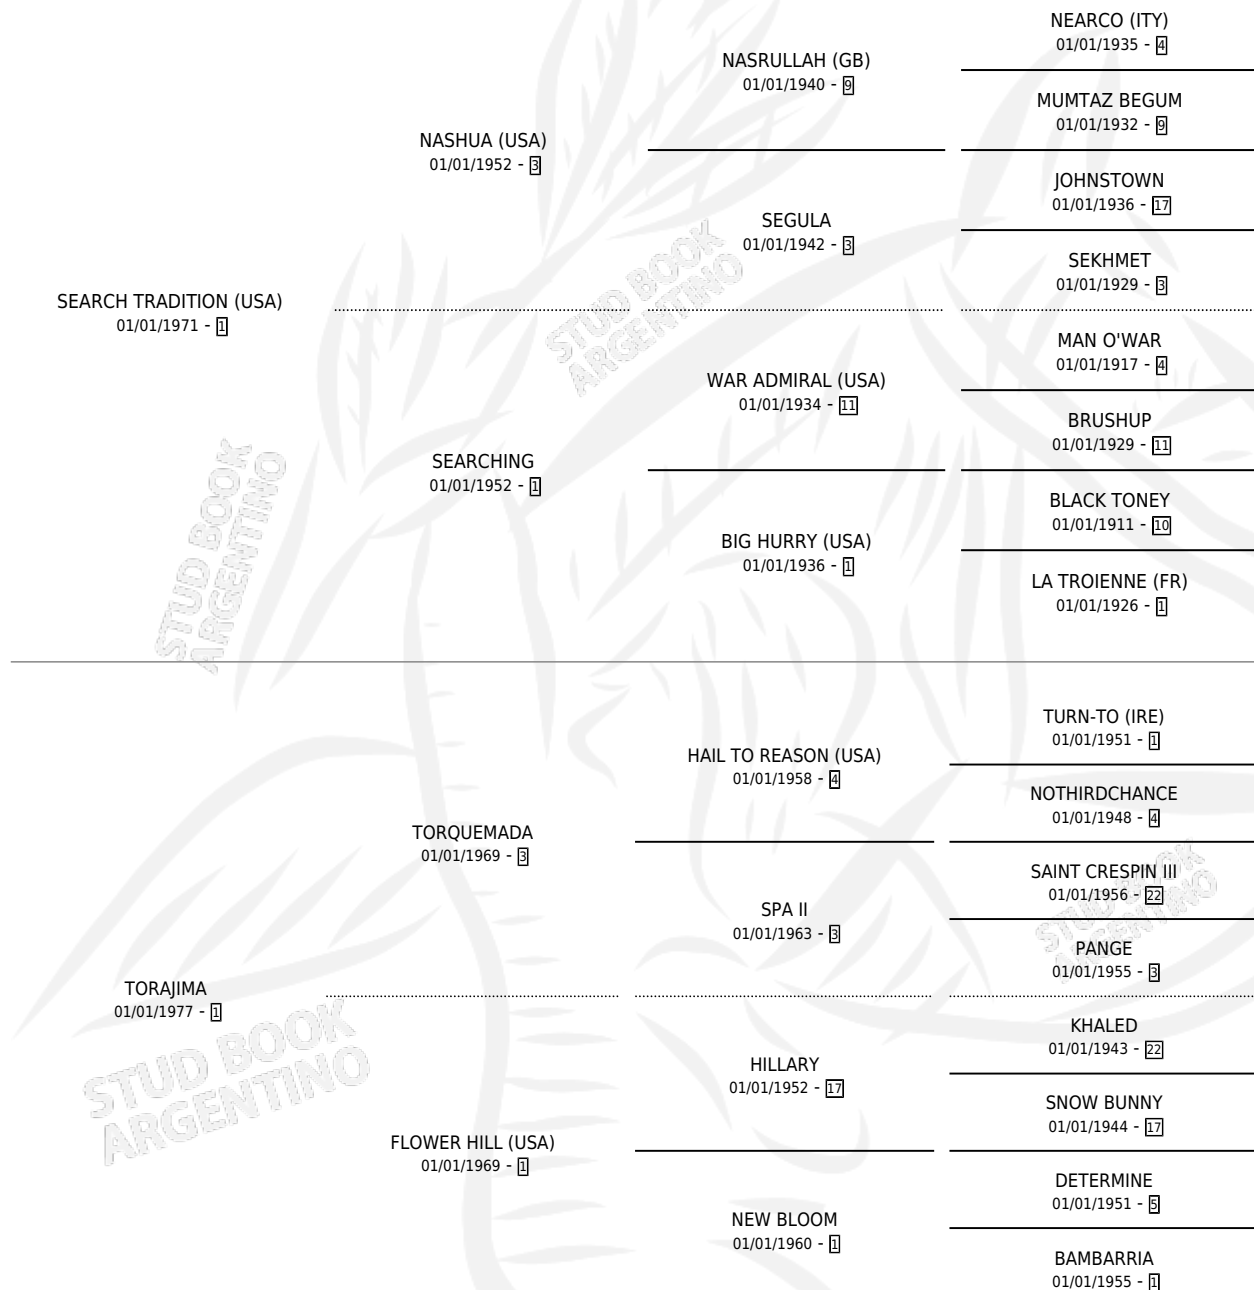 NEARCO (ITY)
01/01/1935 - 4
NASRULLAH (GB)
01/01/1940 - 9
MUMTAZ BEGUM
01/01/1932 - 9
NASHUA (USA)
01/01/1952 - 3
JOHNSTOWN
01/01/1936 - 17
SEGULA
01/01/1942 - 3
SEKHMET
01/01/1929 - 3
SEARCH TRADITION (USA)
01/01/1971 - 1
MAN O'WAR
01/01/1917 - 4
WAR ADMIRAL (USA)
01/01/1934 - 11
BRUSHUP
01/01/1929 - 11
SEARCHING
01/01/1952 - 1
BLACK TONEY
01/01/1911 - 10
BIG HURRY (USA)
01/01/1936 - 1
LA TROIENNE (FR)
01/01/1926 - 1
TURN-TO (IRE)
01/01/1951 - 1
HAIL TO REASON (USA)
01/01/1958 - 4
NOTHIRDCHANCE
01/01/1948 - 4
TORQUEMADA
01/01/1969 - 3
SAINT CRESPIN III
01/01/1956 - 22
SPA II
01/01/1963 - 3
PANGE
01/01/1955 - 3
TORAJIMA
01/01/1977 - 1
KHALED
01/01/1943 - 22
HILLARY
01/01/1952 - 17
SNOW BUNNY
01/01/1944 - 17
FLOWER HILL (USA)
01/01/1969 - 1
DETERMINE
01/01/1951 - 5
NEW BLOOM
01/01/1960 - 1
BAMBARRIA
01/01/1955 - 1
STUD BOOK
ARGENTINO
STUD BOOK
ARGENTINO
STUD BOOK
ARGENTINO
STUD BOOK
ARGENTINO